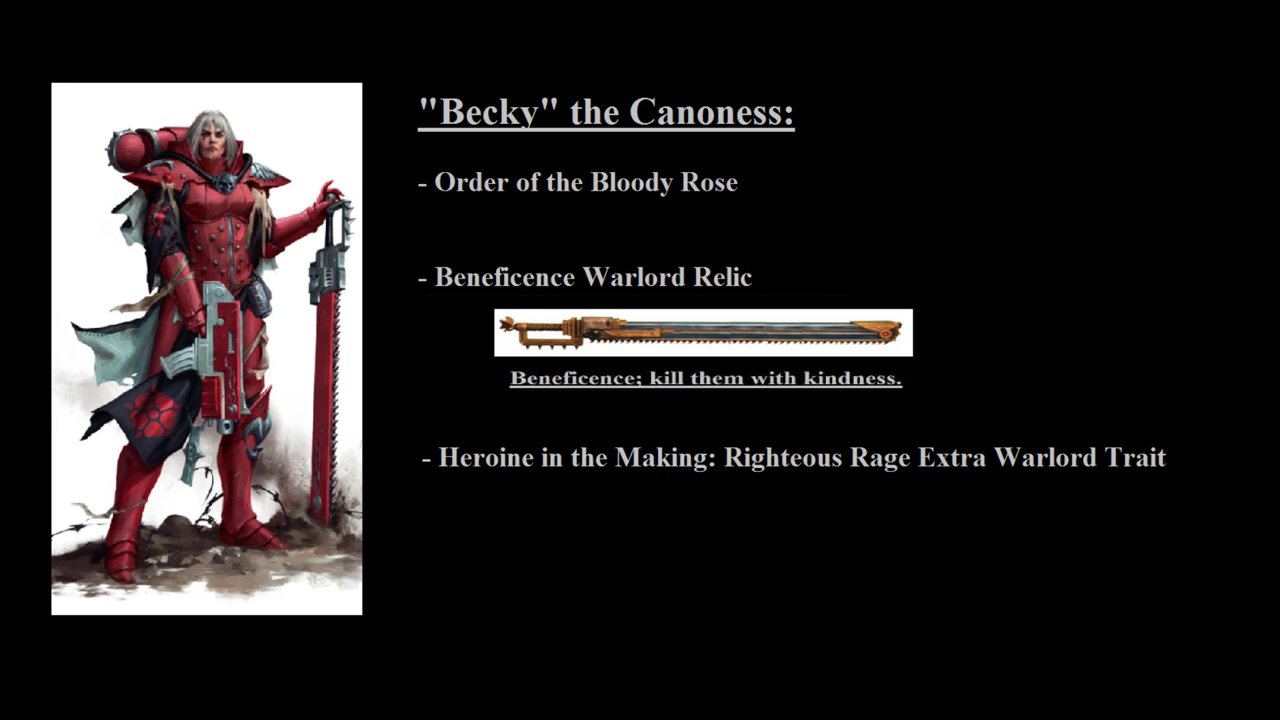 "Becky" the Canoness:
- Order of the Bloody Rose
- Beneficence Warlord Relic
Beneficence; kill them with kindness.
- Heroine in the Making: Righteous Rage Extra Warlord Trait